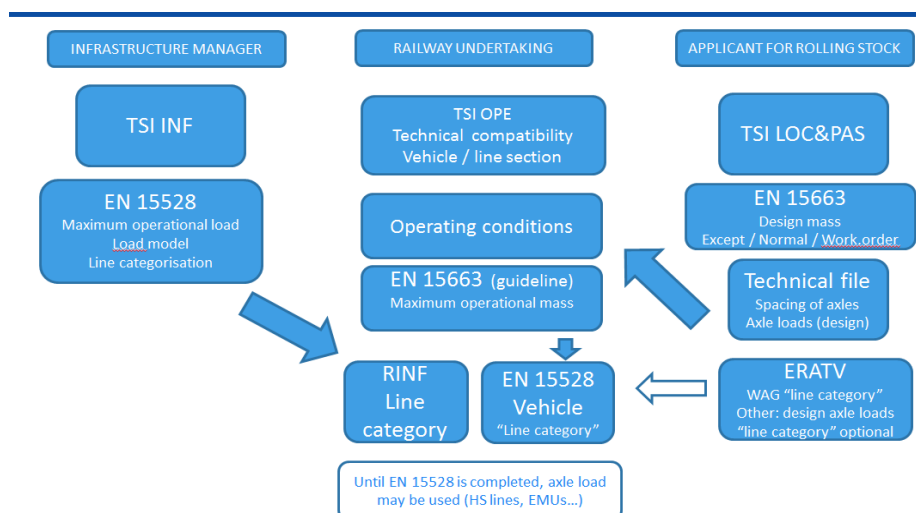 INFRASTRUCTURE MANAGER
TSI INF
EN 15528
Maximum operational load
Load model
Line categorisation
RAILWAY UNDERTAKING
TSI OPE
Technical compatibility
Vehicle / line section
Operating conditions
EN 15663 (guideline)
Maximum operational mass
RINF
Line
category
EN 15528
Vehicle
“Line category”
APPLICANT FOR ROLLING STOCK
TSI LOC&PAS
EN 15663
Design mass
Except / Normal / Work.order
Technical file
Spacing of axles
Axle loads (design)
ERATV
WAG “line category”
Other: design axle loads
“line category” optional
Until EN 15528 is completed, axle load
may be used (HS lines, EMUs...)